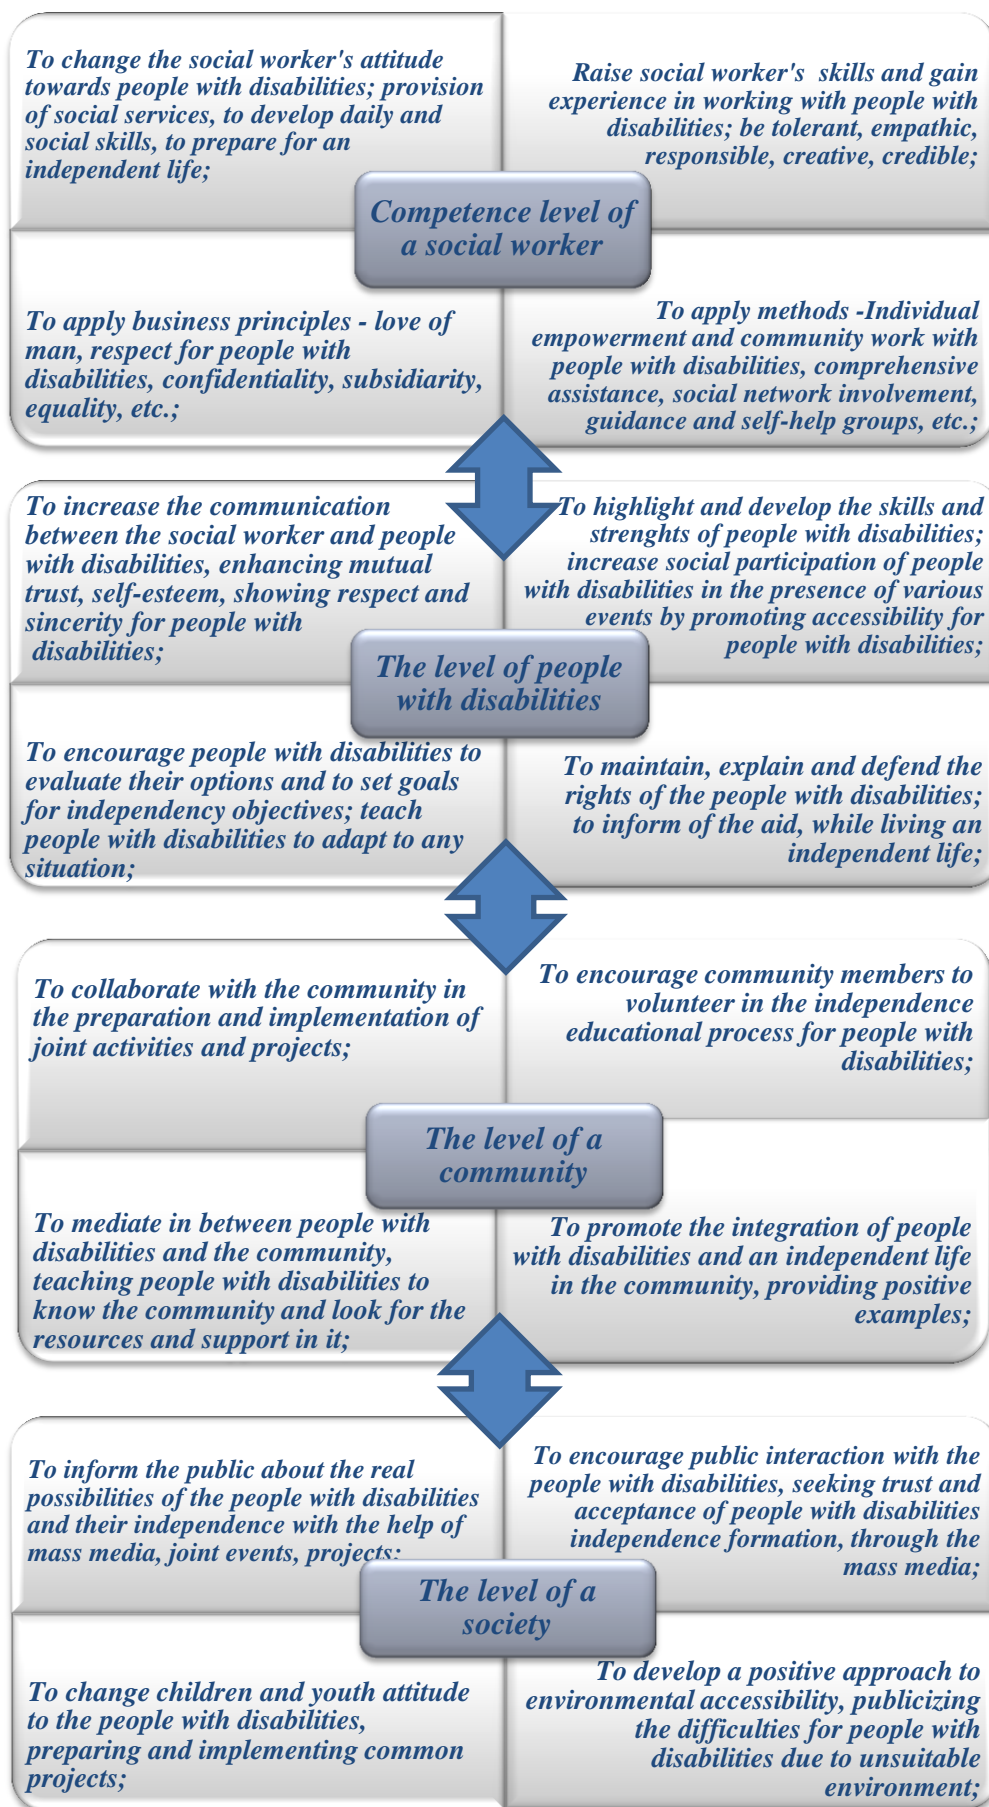 To change the social worker's attitude
towards people with disabilities; provision
of social services, to develop daily and
social skills, to prepare for an
independent life;
Raise social worker's skills and gain
experience in working with people with
disabilities; be tolerant, empathic,
responsible, creative, credible;
Competence level of
a social worker
To apply business principles - love of
man, respect for people with
disabilities, confidentiality, subsidiarity,
equality, etc.;
To apply methods -Individual
empowerment and community work with
people with disabilities, comprehensive
assistance, social network involvement,
guidance and self-help groups, etc.;
To increase the communication
between the social worker and people
with disabilities, enhancing mutual
trust, self-esteem, showing respect and
sincerity for people with
disabilities;
To highlight and develop the skills and
strenghts of people with disabilities;
increase social participation of people
with disabilities in the presence of various
events by promoting accessibility for
people with disabilities;
The level of people
with disabilities
To encourage people with disabilities to
evaluate their options and to set goals
for independency objectives; teach
people with disabilities to adapt to any
situation;
To maintain, explain and defend the
rights of the people with disabilities;
to inform of the aid, while living an
independent life;
To collaborate with the community in
the preparation and implementation of
joint activities and projects;
To encourage community members to
volunteer in the independence
educational process for people with
disabilities;
The level of a
community
To mediate in between people with
disabilities and the community,
teaching people with disabilities to
know the community and look for the
resources and support in it;
To promote the integration of people
with disabilities and an independent life
in the community, providing positive
examples;
To inform the public about the real
possibilities of the people with disabilities
and their independence with the help of
mass media, joint events, projects;
To encourage public interaction with the
people with disabilities, seeking trust and
acceptance of people with disabilities
independence formation, through the
mass media;
The level of a
society
To change children and youth attitude
to the people with disabilities,
preparing and implementing common
projects;
To develop a positive approach to
environmental accessibility, publicizing
the difficulties for people with
disabilities due to unsuitable
environment;